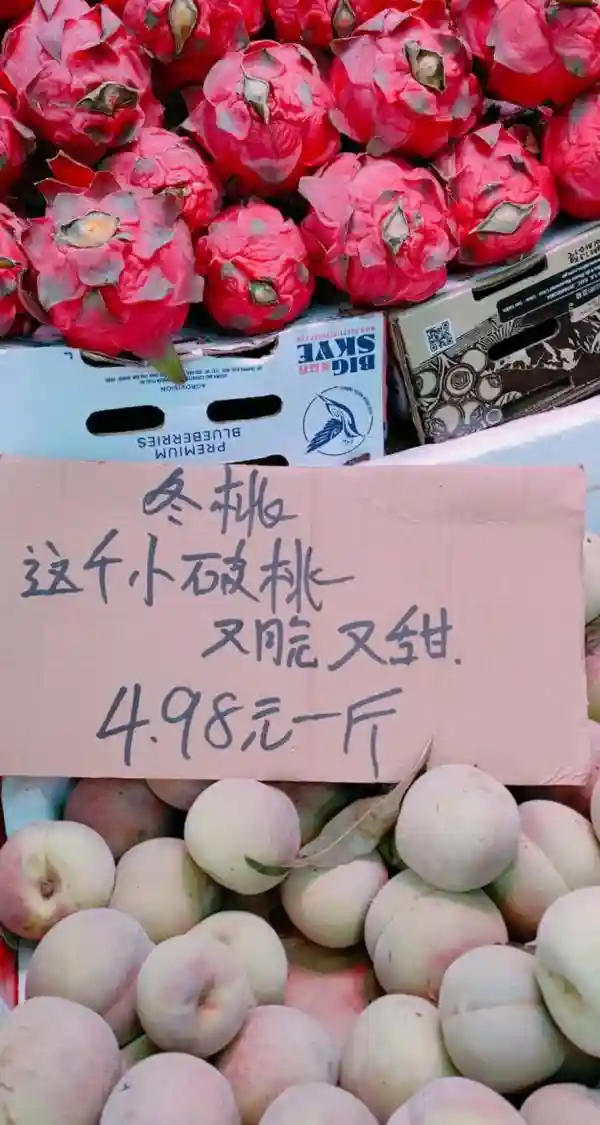 PREMIUM
BLUEBERRIES
AGROVISION
BIG
SKYE
冬桃
这个小破桃
又脆又甜.
4.98元一斤